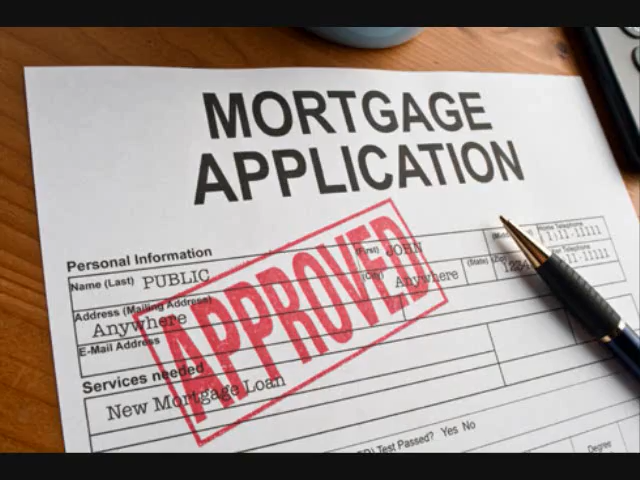 MORTGAGE
APPLICATION
Personal Information
Name (Last) PUBLIC (First) JOHN
Address (Mailing Address) (City) Anywhere (State) (Zip)
Anywhere
E-Mail Address
APPROVED
Services needed
New Mortgage Loan
Test Passed? Yes No
Degree